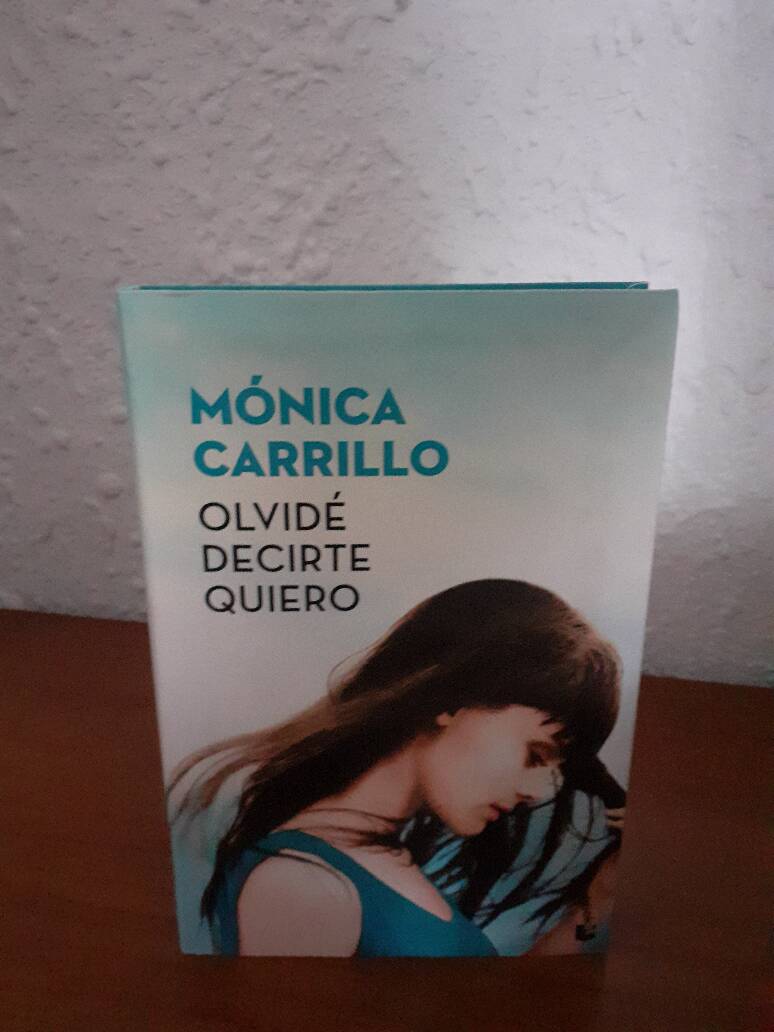 MÓNICA
CARRILLO
OLVIDÉ
DECIRTE
QUIERO